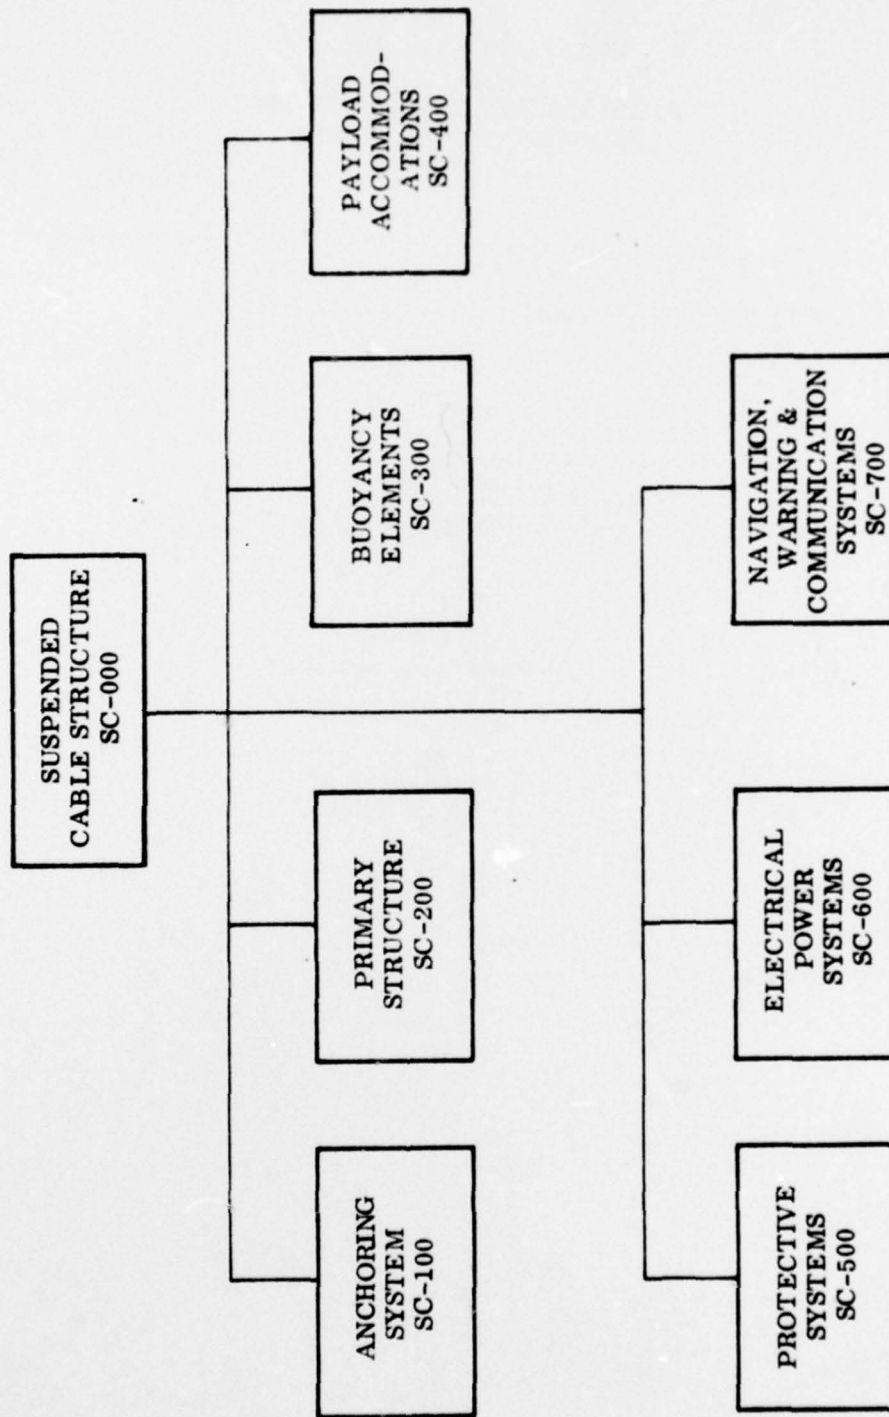 SUSPENDED
CABLE STRUCTURE
SC-000
ANCHORING
SYSTEM
SC-100
PRIMARY
STRUCTURE
SC-200
BUOYANCY
ELEMENTS
SC-300
PAYLOAD
ACCOMMOD-
ATIONS
SC-400
PROTECTIVE
SYSTEMS
SC-500
ELECTRICAL
POWER
SYSTEMS
SC-600
NAVIGATION,
WARNING &
COMMUNICATION
SYSTEMS
SC-700